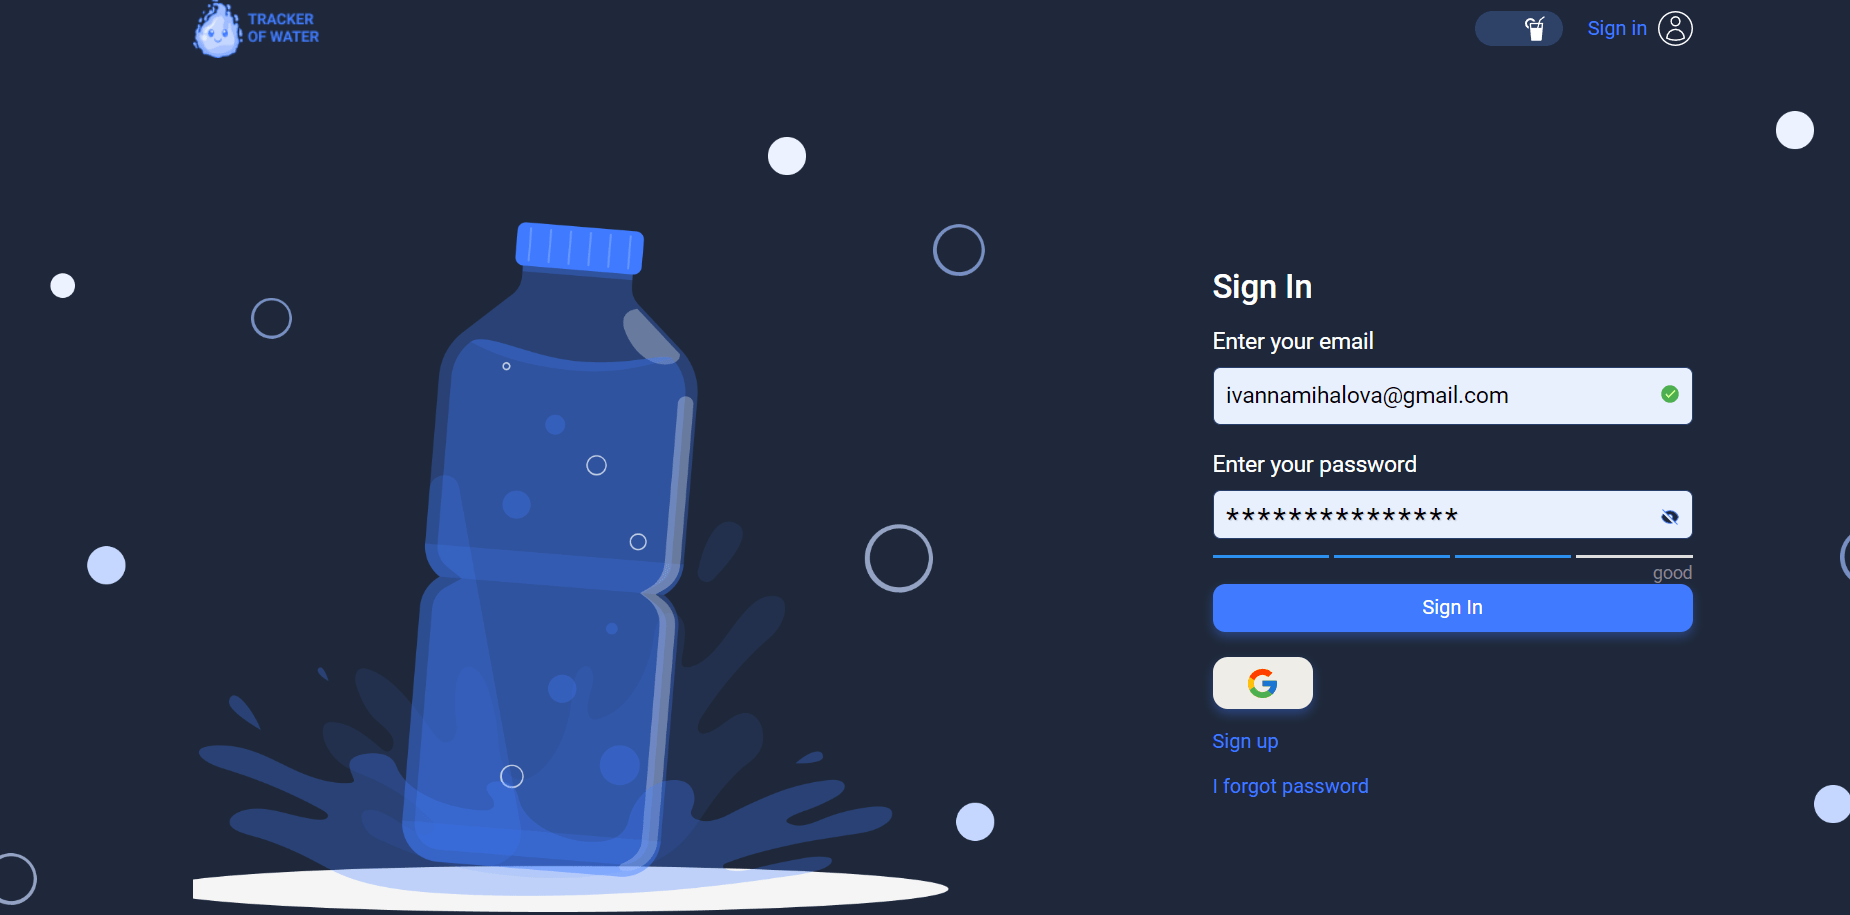 TRACKER
OF WATER
Sign in
Sign In
Enter your email
ivannamihalova@gmail.com
Enter your password
***************
good
Sign In
Sign up
I forgot password